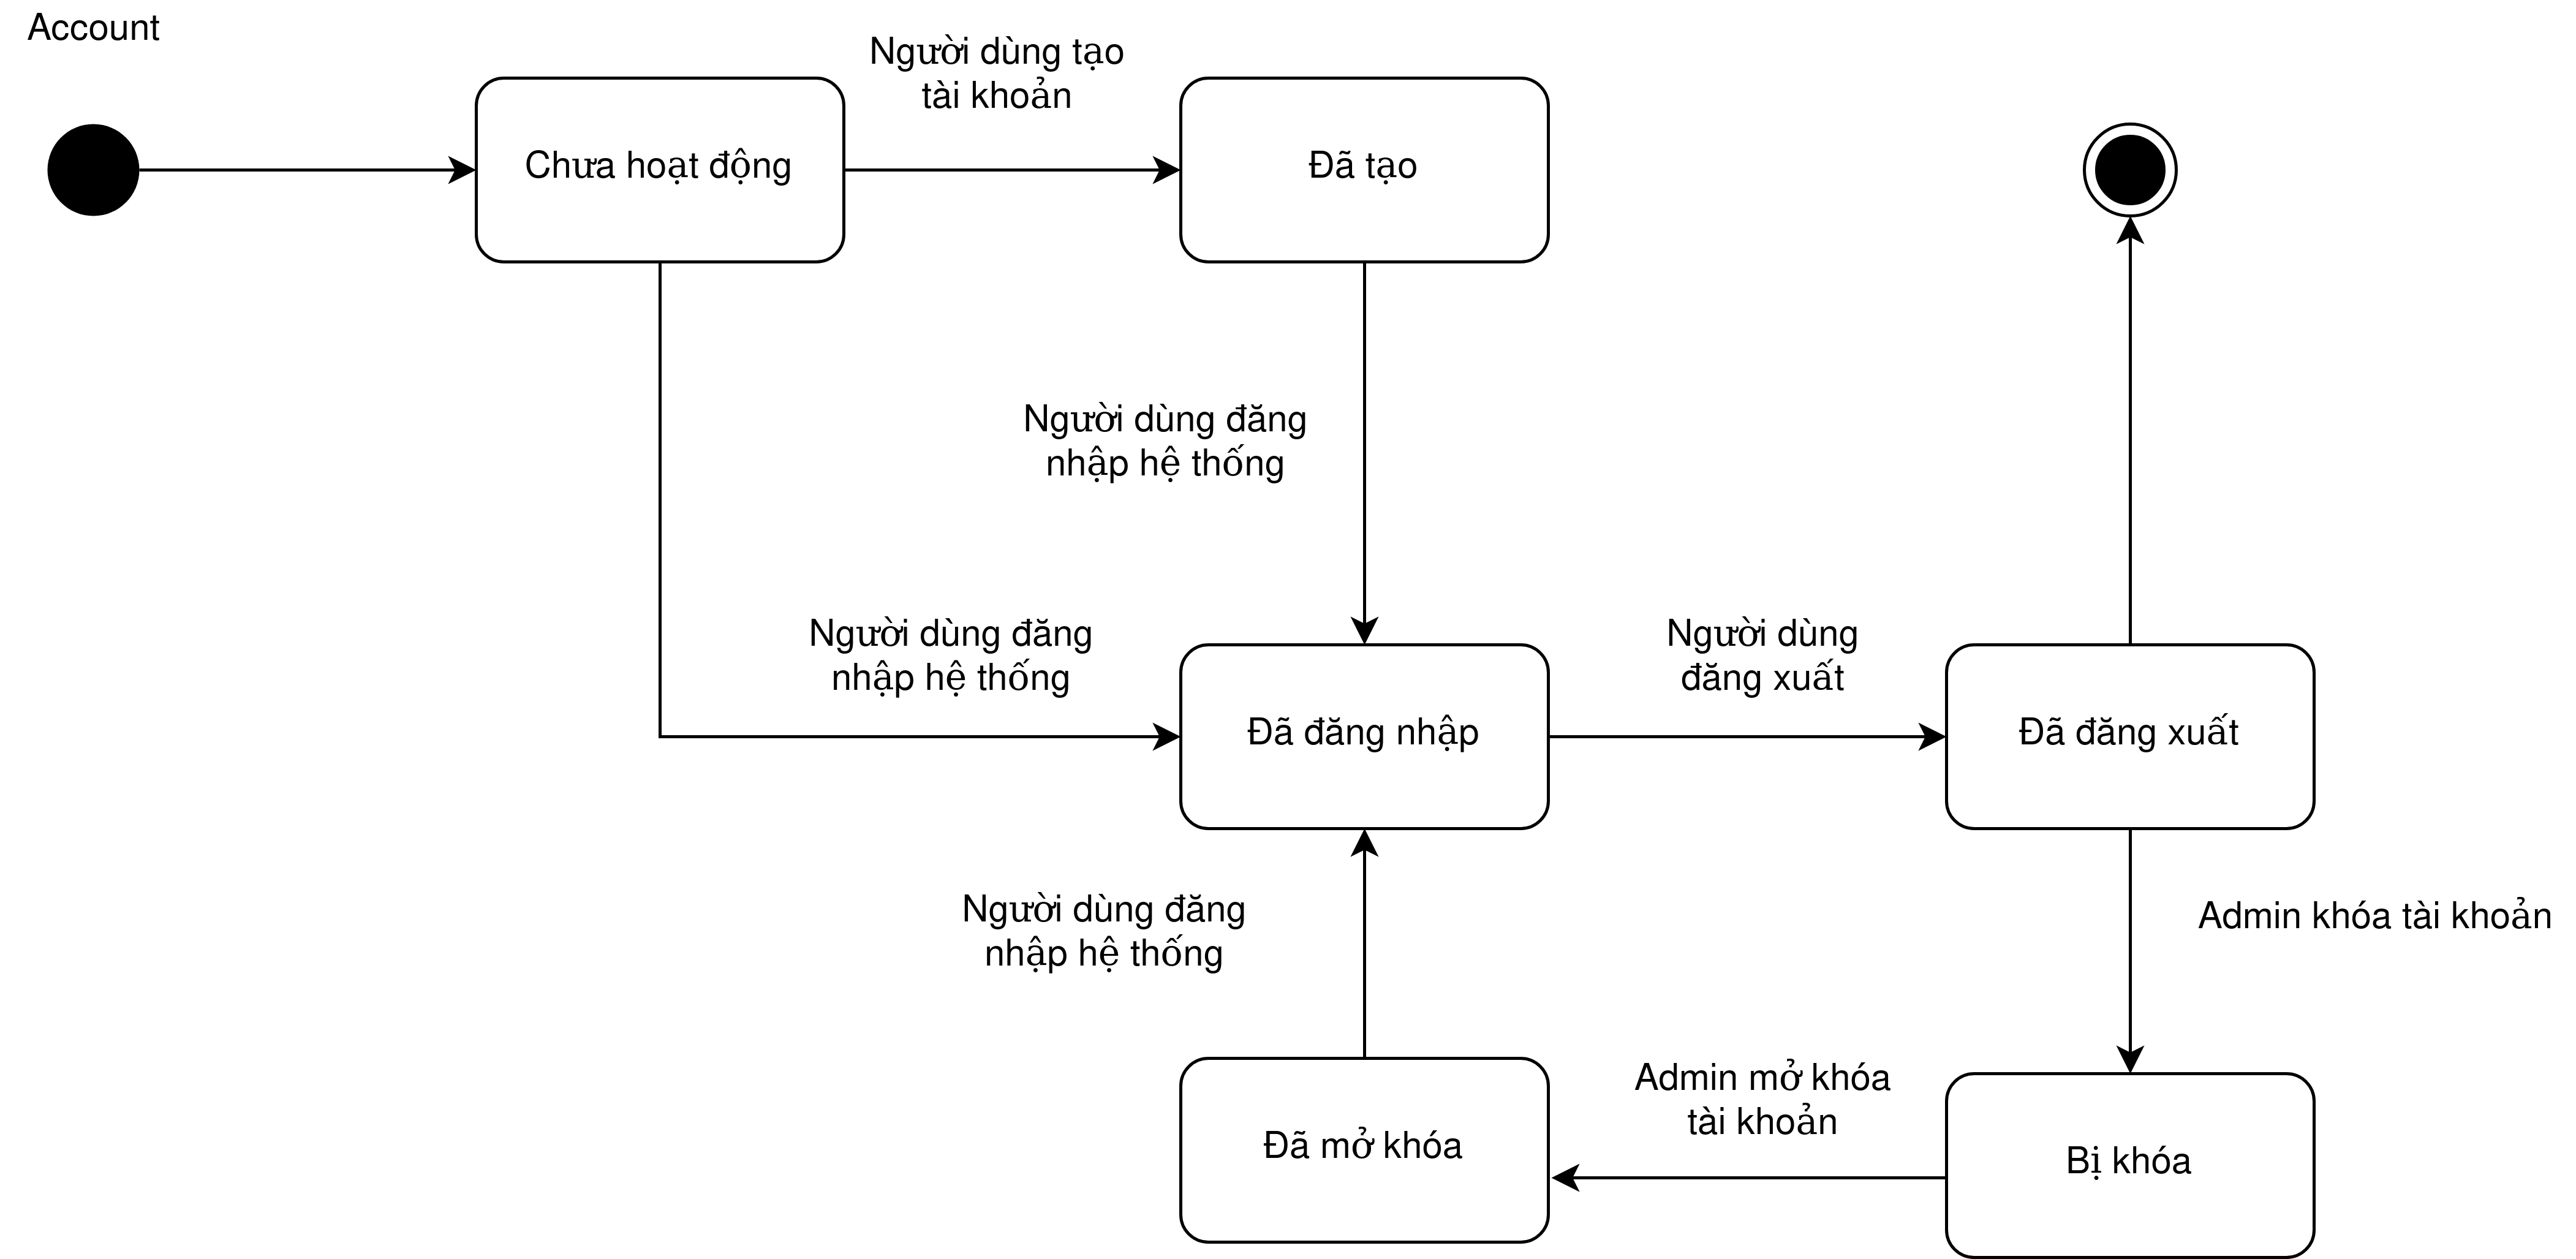 Account
Người dùng tạo
tài khoản
Chưa hoạt động
Đã tạo
Người dùng đăng
nhập hệ thống
Người dùng đăng
nhập hệ thống
Người dùng
đăng xuất
Đã đăng nhập
Đã đăng xuất
Người dùng đăng
nhập hệ thống
Admin khóa tài khoản
Admin mở khóa
tài khoản
Đã mở khóa
Bị khóa